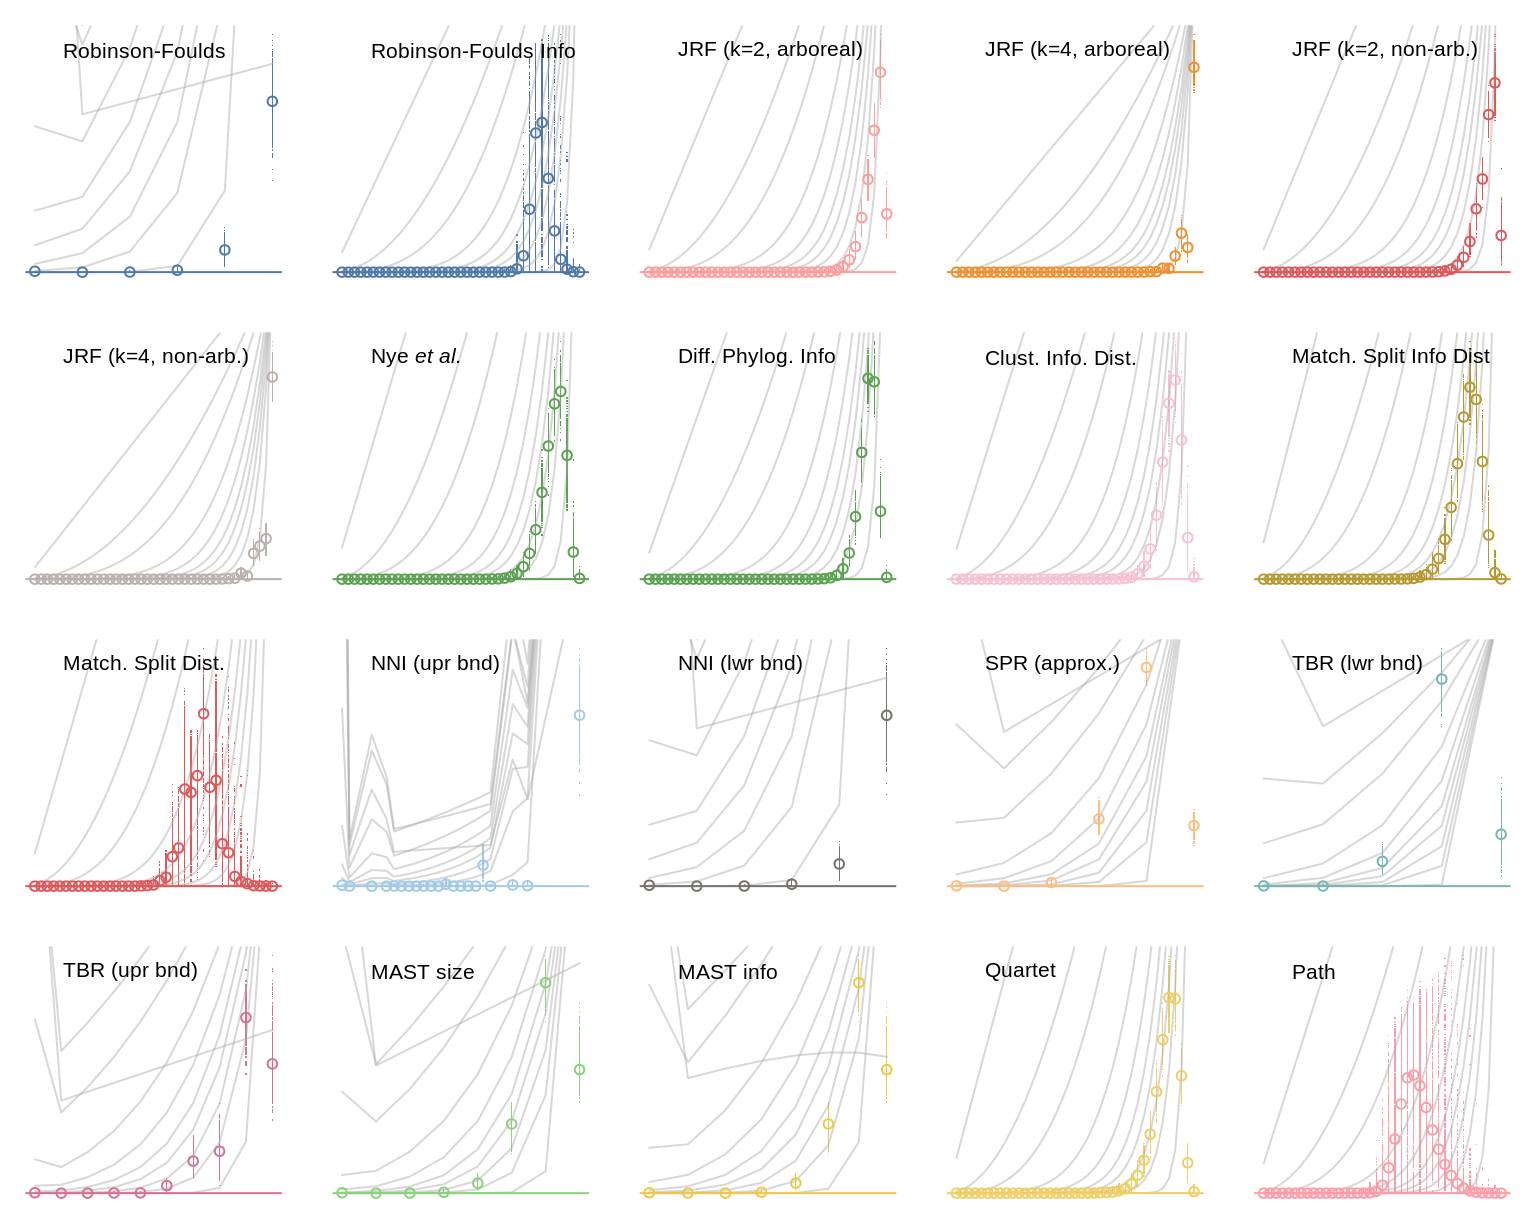 Robinson-Foulds
Robinson-Foulds Info
JRF (k=2, arboreal)
JRF (k=4, arboreal)
JRF (k=2, non-arb.)
JRF (k=4, non-arb.)
Nye et al.
Diff. Phylog. Info
Clust. Info. Dist.
Match. Split Info Dist
Match. Split Dist.
NNI (upr bnd)
NNI (lwr bnd)
SPR (approx.)
TBR (lwr bnd)
TBR (upr bnd)
MAST size
MAST info
Quartet
Path